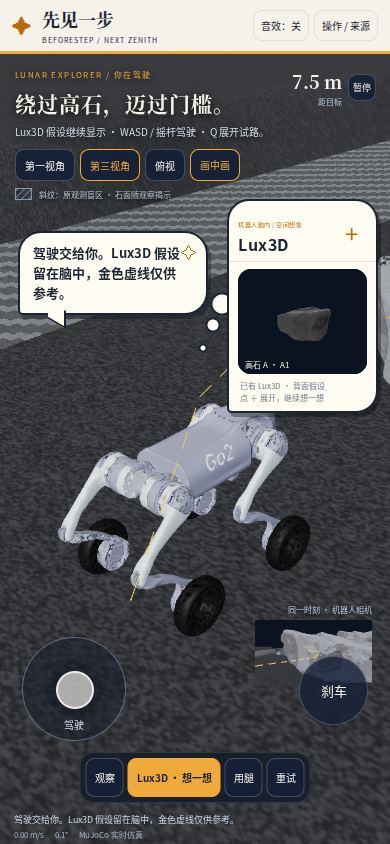 先见一步
BEFORESTEP / NEXT ZENITH
音效：关
操作 / 来源
LUNAR EXPLORER / 你在驾驶
7.5 m
距目标
暂停
绕过高石，迈过门槛。
Lux3D 假设继续显示 · WASD / 摇杆驾驶 · Q 展开试路。
第一视角
第三视角
俯视
画中画
斜纹：原观测盲区 · 石面随观察揭示
驾驶交给你。Lux3D 假设
留在脑中，金色虚线仅供
参考。
机器人脑内 / 空间想象
Lux3D
+
高石 A · A1
已有 Lux3D · 背面假设
点 + 展开，继续想一想
Go2
同一时刻 · 机器人相机
驾驶
刹车
观察
Lux3D · 想一想
用腿
重试
驾驶交给你。Lux3D 假设留在脑中，金色虚线仅供参考。
0.00 m/s 0.1° MuJoCo 实时仿真